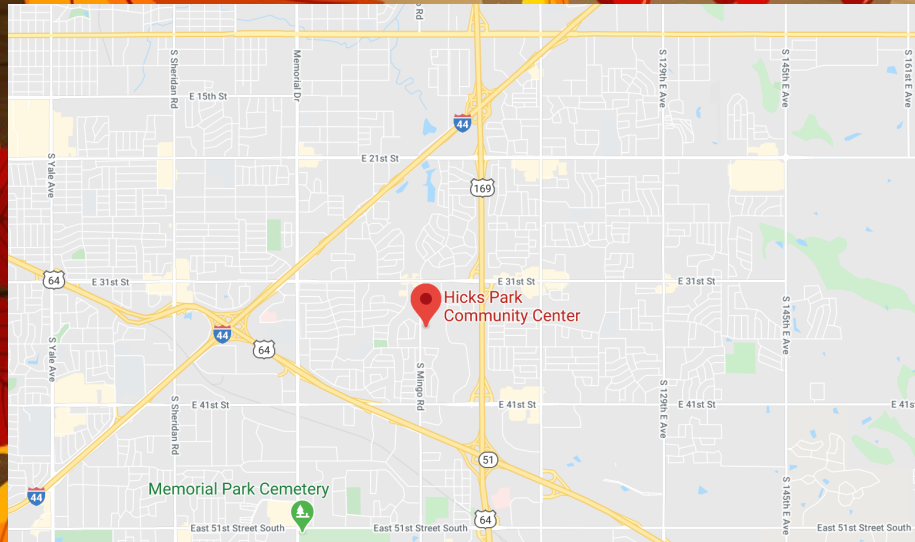 Rd
S Sheridan Rd
Memorial Dr
S 129th E Ave
S 145th E Ave
S 161st E Ave
E 15th St
44
S Yale Ave
E 21st St
169
64
E 31st St
E 31st St
E 31st St
Hicks Park
Community Center
44
64
S Yale Ave
S 145th E Ave
S Mingo Rd
S Sheridan Rd
S 129th E Ave
E 41st St
E 41st St
E 41st St
51
44
Memorial Park Cemetery
S 145th E Ave
64
East 51st Street South
East 51st Street South
East 51st Street South